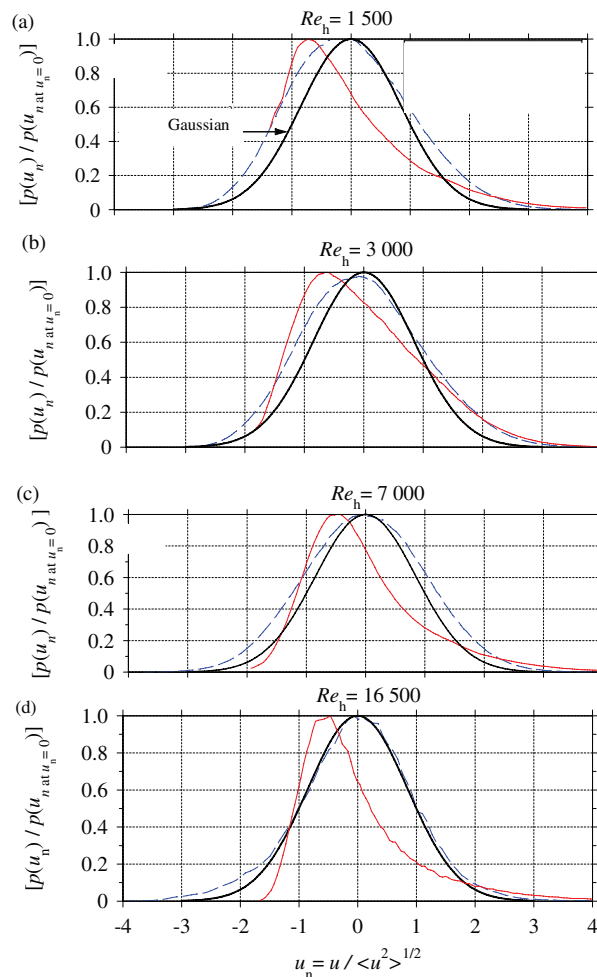 (a)
Re_h = 1 500
[p(u_n) / p(u_n at u_n=0)]
1.0
0.8
0.6
0.4
0.2
0
Gaussian
(b)
Re_h = 3 000
[p(u_n) / p(u_n at u_n=0)]
1.0
0.8
0.6
0.4
0.2
0
(c)
Re_h = 7 000
[p(u_n) / p(u_n at u_n=0)]
1.0
0.8
0.6
0.4
0.2
0
(d)
Re_h = 16 500
[p(u_n) / p(u_n at u_n=0)]
1.0
0.8
0.6
0.4
0.2
0
-4 -3 -2 -1 0 1 2 3 4
u_n = u / <u^2>^1/2